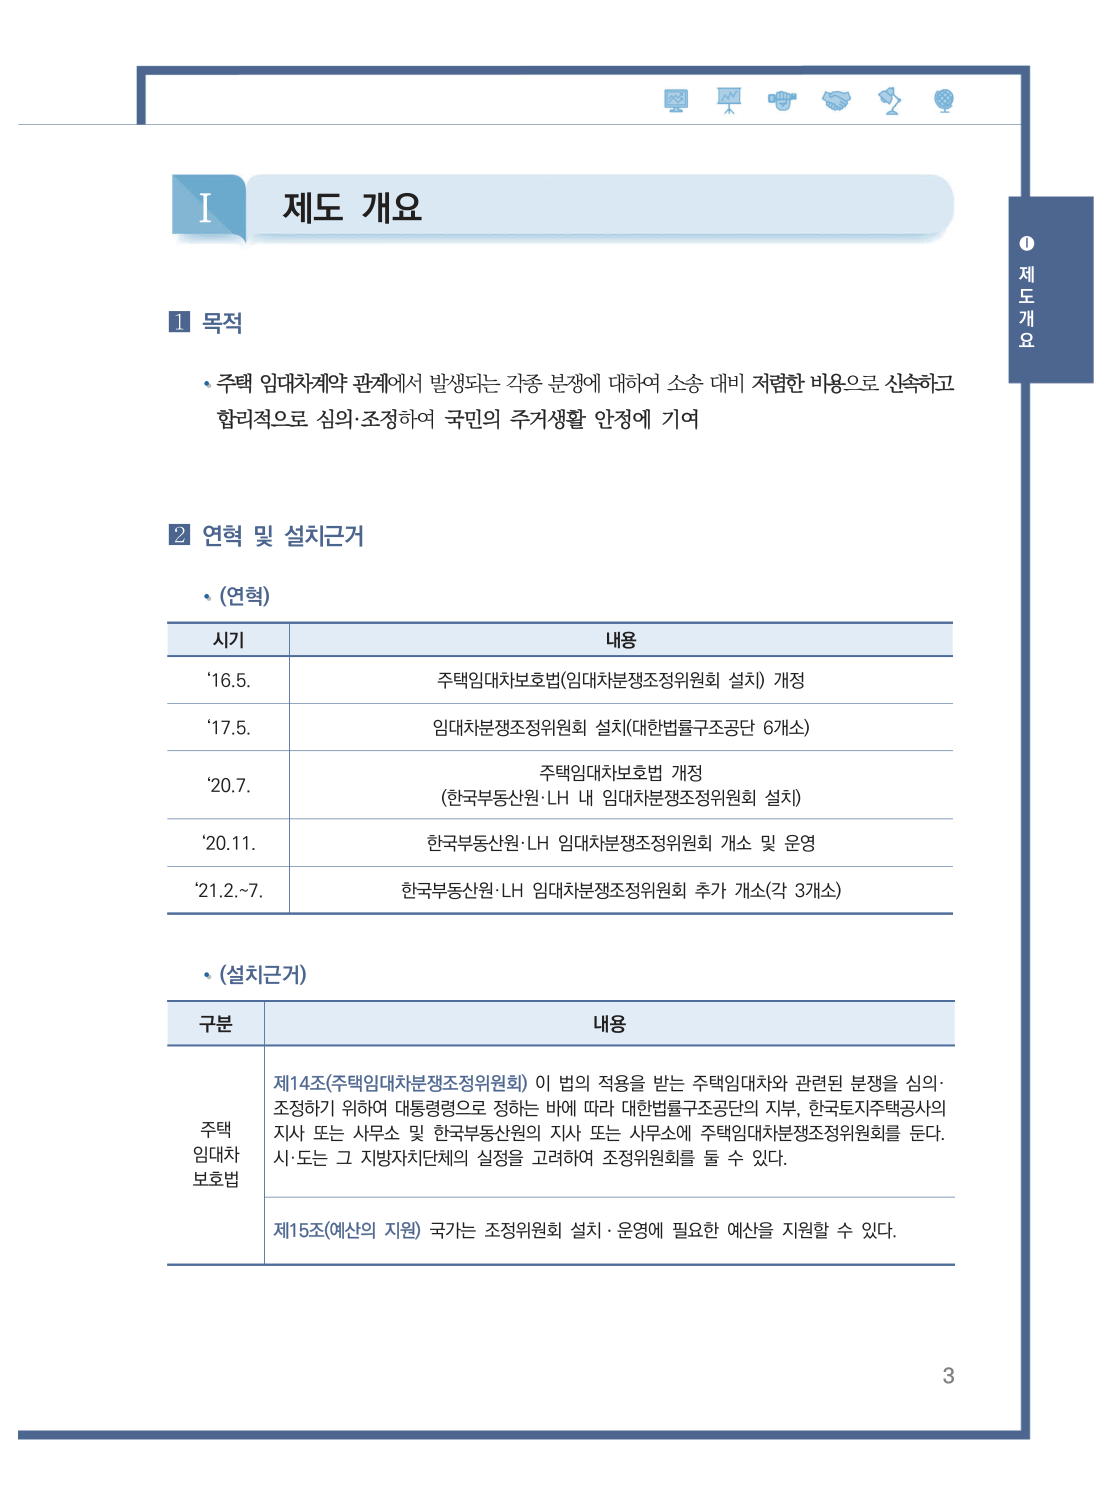 I 제도 개요
❶ 제도개요
1 목적
• 주택 임대차계약 관계에서 발생되는 각종 분쟁에 대하여 소송 대비 저렴한 비용으로 신속하고
합리적으로 심의·조정하여 국민의 주거생활 안정에 기여
2 연혁 및 설치근거
• (연혁)
시기 내용
‘16.5. 주택임대차보호법(임대차분쟁조정위원회 설치) 개정
‘17.5. 임대차분쟁조정위원회 설치(대한법률구조공단 6개소)
‘20.7. 주택임대차보호법 개정
(한국부동산원·LH 내 임대차분쟁조정위원회 설치)
‘20.11. 한국부동산원·LH 임대차분쟁조정위원회 개소 및 운영
‘21.2.~7. 한국부동산원·LH 임대차분쟁조정위원회 추가 개소(각 3개소)
• (설치근거)
구분 내용
주택
임대차
보호법
제14조(주택임대차분쟁조정위원회) 이 법의 적용을 받는 주택임대차와 관련된 분쟁을 심의·
조정하기 위하여 대통령령으로 정하는 바에 따라 대한법률구조공단의 지부, 한국토지주택공사의
지사 또는 사무소 및 한국부동산원의 지사 또는 사무소에 주택임대차분쟁조정위원회를 둔다.
시·도는 그 지방자치단체의 실정을 고려하여 조정위원회를 둘 수 있다.
제15조(예산의 지원) 국가는 조정위원회 설치 · 운영에 필요한 예산을 지원할 수 있다.
3